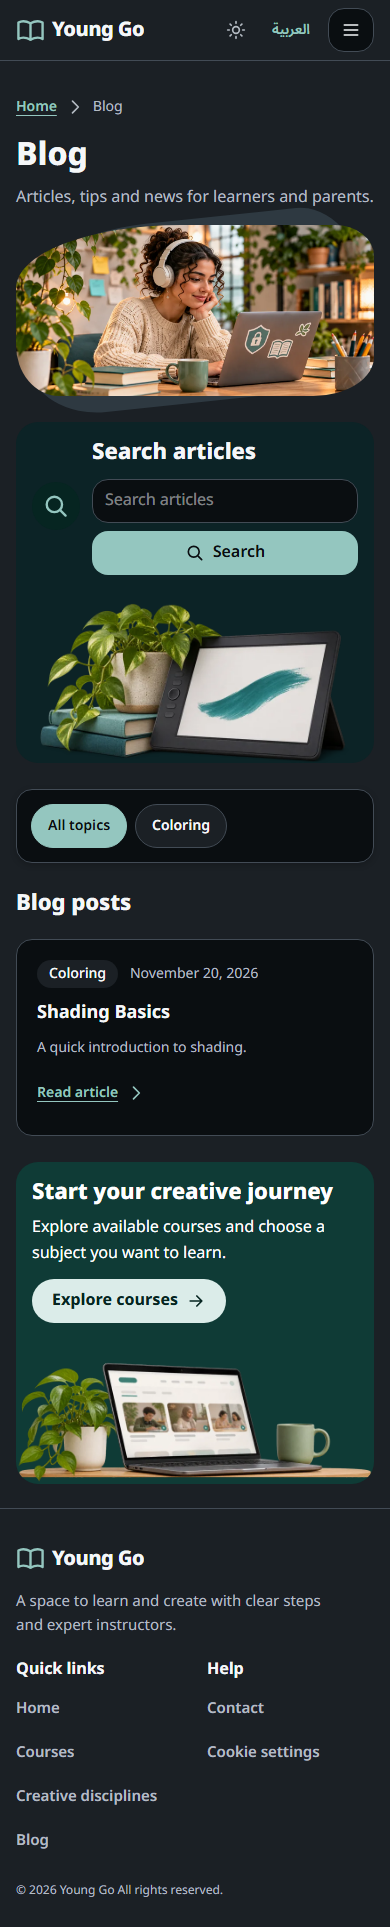 Young Go
العربية
Home
Blog
Blog
Articles, tips and news for learners and parents.
Search articles
Search articles
Search
All topics
Coloring
Blog posts
Coloring
November 20, 2026
Shading Basics
A quick introduction to shading.
Read article
Start your creative journey
Explore available courses and choose a
subject you want to learn.
Explore courses
Young Go
A space to learn and create with clear steps
and expert instructors.
Quick links
Help
Home
Contact
Courses
Cookie settings
Creative disciplines
Blog
© 2026 Young Go All rights reserved.